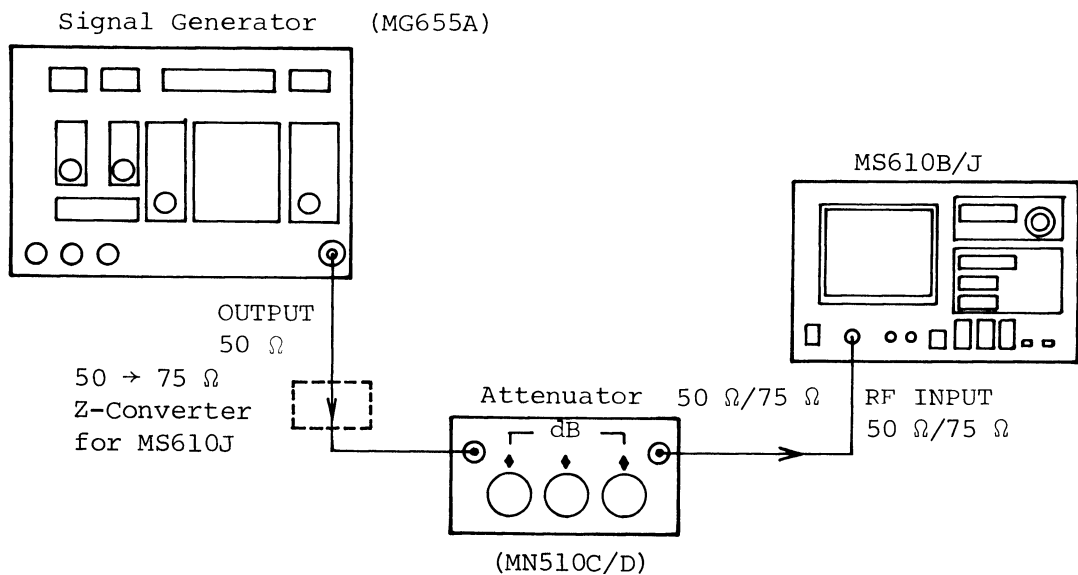 Signal Generator (MG655A)
MS610B/J
OUTPUT
50 Ω
50 → 75 Ω
Z-Converter
for MS610J
Attenuator
50 Ω/75 Ω
RF INPUT
50 Ω/75 Ω
dB
(MN510C/D)